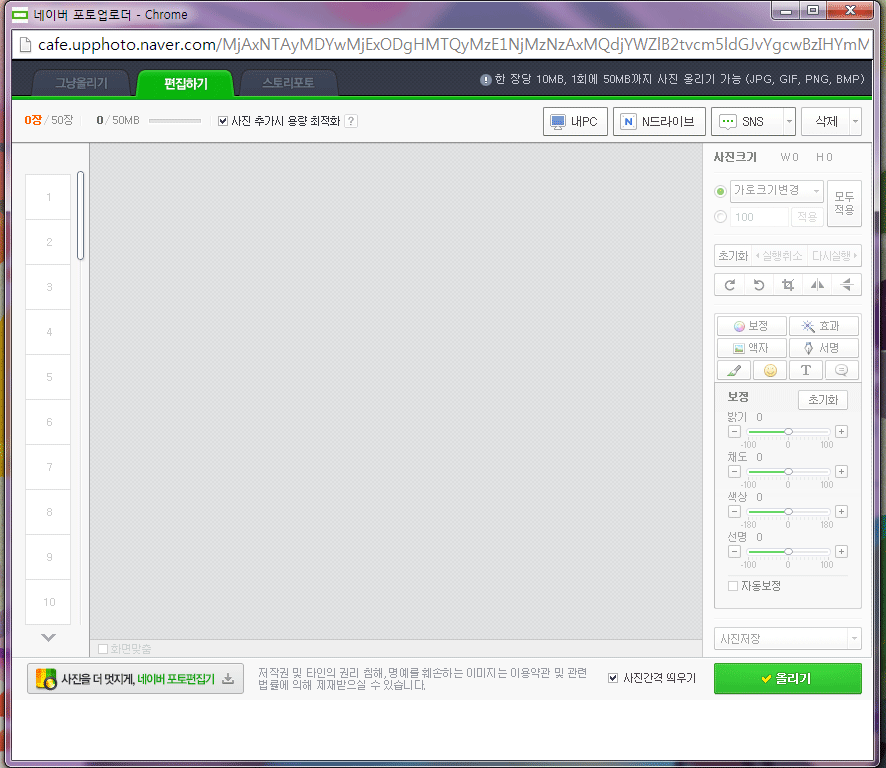 네이버 포토업로더 - Chrome
cafe.upphoto.naver.com/MjAxNTAyMDYwMjExODgHMTQyMzE1NjMzNzAxMQdjYWZlB2tvcm5ldGJvYgcwBzIHYmM
그냥올리기 편집하기 스토리포토 한 장당 10MB, 1회에 50MB까지 사진 올리기 가능 (JPG, GIF, PNG, BMP)
0장/50장 0/50MB 사진 추가시 용량 최적화 ? 내PC N N드라이브 SNS 삭제
사진크기 W 0 H 0
가로크기변경 모두 적용
100 적용
초기화 실행취소 다시실행
보정 효과
액자 서명
T
보정 초기화
밝기 0
-100 0 100
채도 0
-100 0 100
색상 0
-180 0 180
선명 0
-100 0 100
자동보정
사진저장
1
2
3
4
5
6
7
8
9
10
화면맞춤
사진을 더 멋지게, 네이버 포토편집기
저작권 및 타인의 권리 침해, 명예를 훼손하는 이미지는 이용약관 및 관련
법률에 의해 제재받으실 수 있습니다.
사진간격 띄우기
올리기